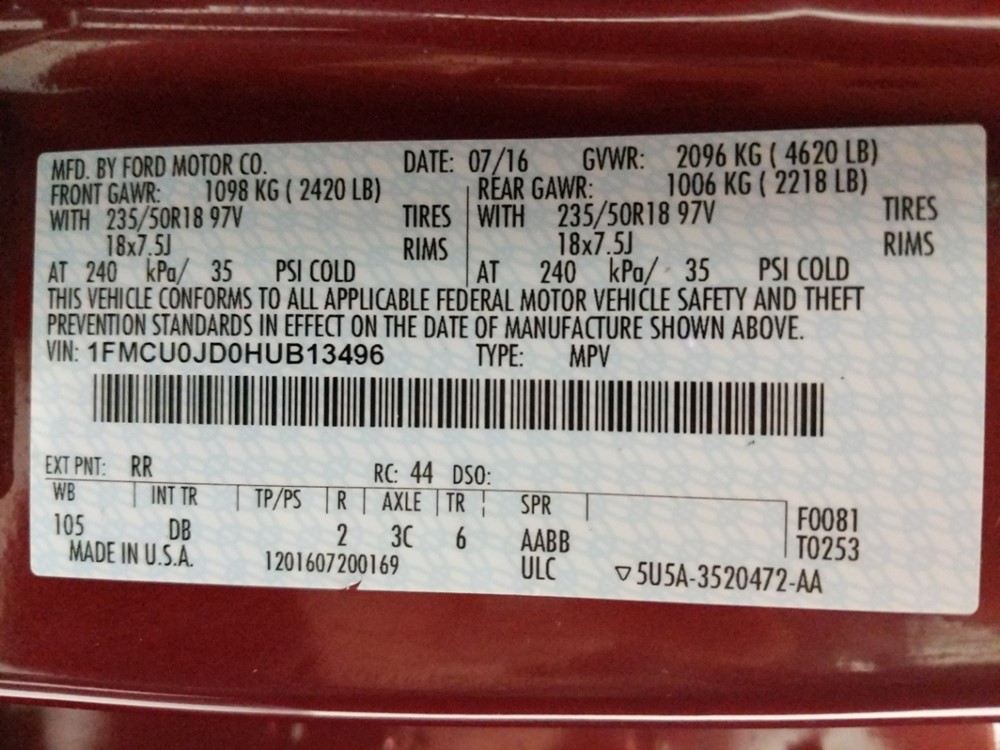 MFD. BY FORD MOTOR CO. DATE: 07/16 GVWR: 2096 KG ( 4620 LB)
FRONT GAWR: 1098 KG ( 2420 LB) REAR GAWR: 1006 KG ( 2218 LB)
WITH 235/50R18 97V TIRES WITH 235/50R18 97V TIRES
18x7.5J RIMS 18x7.5J RIMS
AT 240 kPa/ 35 PSI COLD AT 240 kPa/ 35 PSI COLD
THIS VEHICLE CONFORMS TO ALL APPLICABLE FEDERAL MOTOR VEHICLE SAFETY AND THEFT
PREVENTION STANDARDS IN EFFECT ON THE DATE OF MANUFACTURE SHOWN ABOVE.
VIN: 1FMCU0JD0HUB13496 TYPE: MPV
EXT PNT: RR RC: 44 DSO:
WB INT TR TP/PS R AXLE TR SPR
105 DB 2 3C 6 AABB F0081
MADE IN U.S.A. 1201607200169 ULC T0253
▽5U5A-3520472-AA